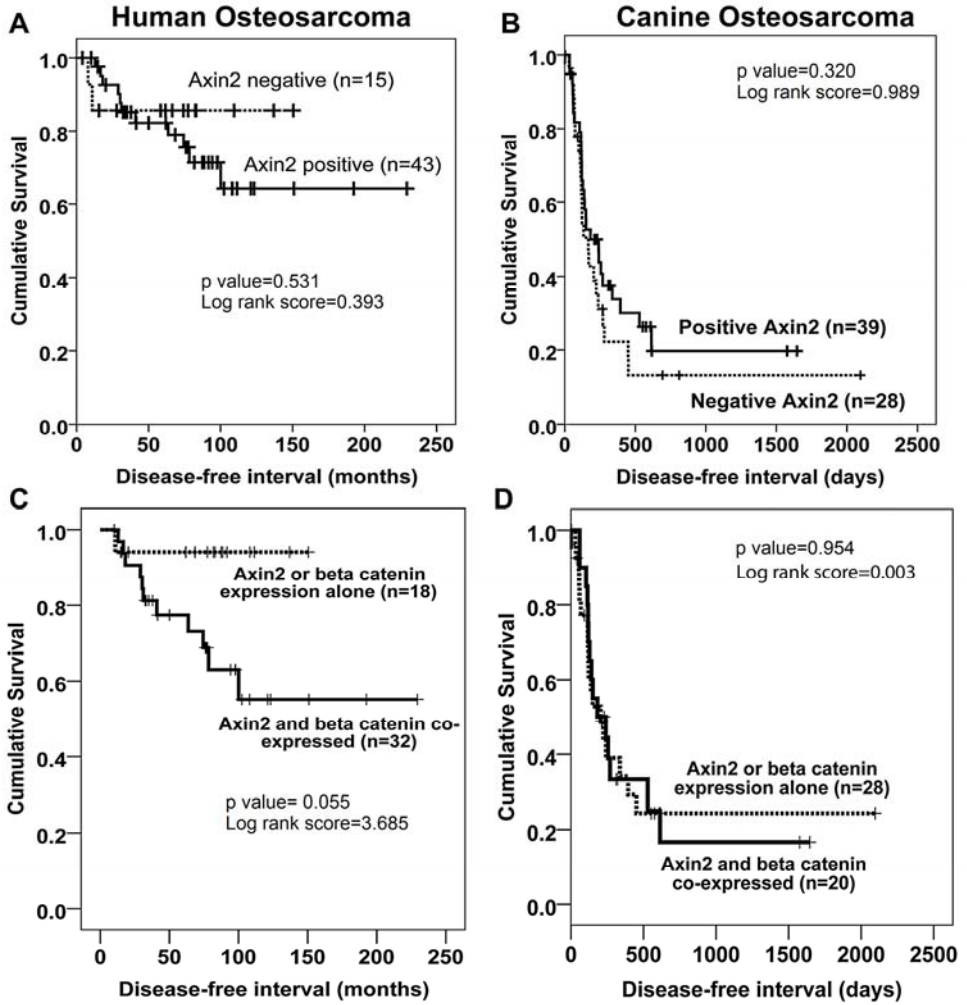 Human Osteosarcoma
Canine Osteosarcoma
A
Cumulative Survival
1.0
0.8
0.6
0.4
0.2
0.0
Axin2 negative (n=15)
Axin2 positive (n=43)
p value=0.531
Log rank score=0.393
0 50 100 150 200 250
Disease-free interval (months)
B
Cumulative Survival
1.0
0.8
0.6
0.4
0.2
0.0
p value=0.320
Log rank score=0.989
Positive Axin2 (n=39)
Negative Axin2 (n=28)
0 500 1000 1500 2000 2500
Disease-free interval (days)
C
Cumulative Survival
1.0
0.8
0.6
0.4
0.2
0.0
Axin2 or beta catenin
expression alone (n=18)
Axin2 and beta catenin co-
expressed (n=32)
p value= 0.055
Log rank score=3.685
0 50 100 150 200 250
Disease-free interval (months)
D
Cumulative Survival
1.0
0.8
0.6
0.4
0.2
0.0
p value=0.954
Log rank score=0.003
Axin2 or beta catenin
expression alone (n=28)
Axin2 and beta catenin
co-expressed (n=20)
0 500 1000 1500 2000 2500
Disease-free interval (days)